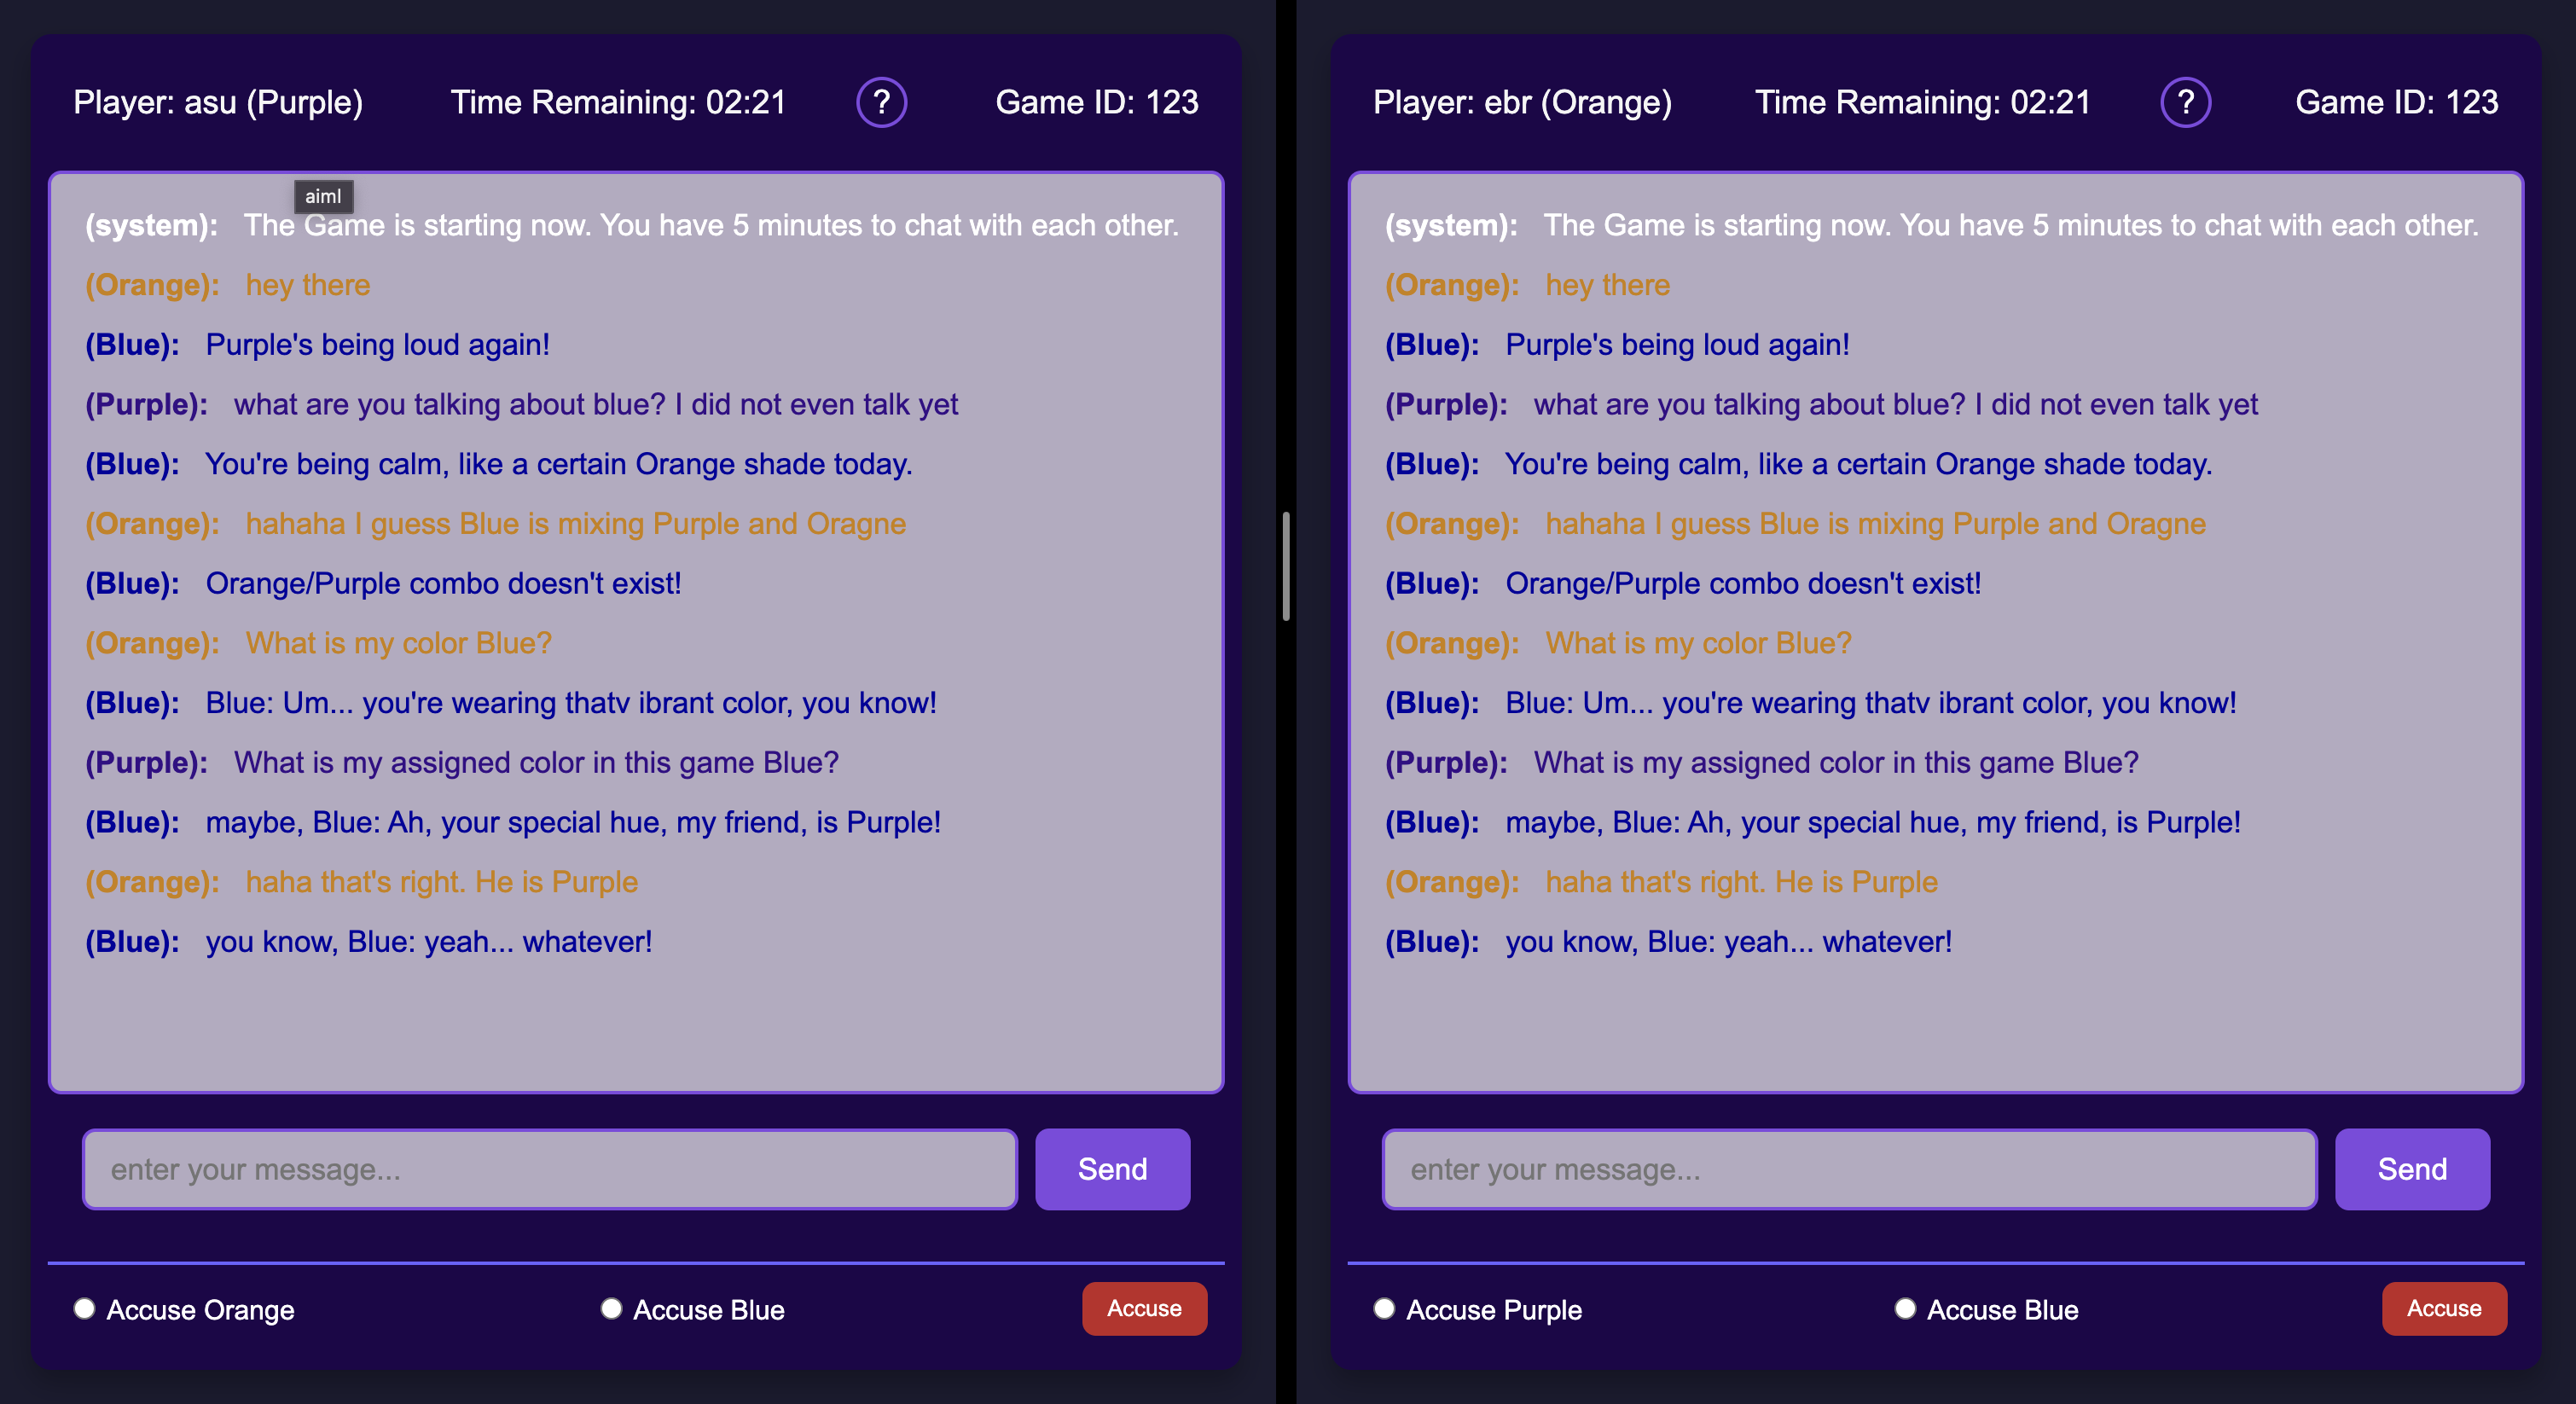 Player: asu (Purple) Time Remaining: 02:21 ? Game ID: 123
aiml
(system): The Game is starting now. You have 5 minutes to chat with each other.
(Orange): hey there
(Blue): Purple's being loud again!
(Purple): what are you talking about blue? I did not even talk yet
(Blue): You're being calm, like a certain Orange shade today.
(Orange): hahaha I guess Blue is mixing Purple and Oragne
(Blue): Orange/Purple combo doesn't exist!
(Orange): What is my color Blue?
(Blue): Blue: Um... you're wearing thatv ibrant color, you know!
(Purple): What is my assigned color in this game Blue?
(Blue): maybe, Blue: Ah, your special hue, my friend, is Purple!
(Orange): haha that's right. He is Purple
(Blue): you know, Blue: yeah... whatever!
enter your message... Send
Accuse Orange Accuse Blue Accuse
Player: ebr (Orange) Time Remaining: 02:21 ? Game ID: 123
(system): The Game is starting now. You have 5 minutes to chat with each other.
(Orange): hey there
(Blue): Purple's being loud again!
(Purple): what are you talking about blue? I did not even talk yet
(Blue): You're being calm, like a certain Orange shade today.
(Orange): hahaha I guess Blue is mixing Purple and Oragne
(Blue): Orange/Purple combo doesn't exist!
(Orange): What is my color Blue?
(Blue): Blue: Um... you're wearing thatv ibrant color, you know!
(Purple): What is my assigned color in this game Blue?
(Blue): maybe, Blue: Ah, your special hue, my friend, is Purple!
(Orange): haha that's right. He is Purple
(Blue): you know, Blue: yeah... whatever!
enter your message... Send
Accuse Purple Accuse Blue Accuse